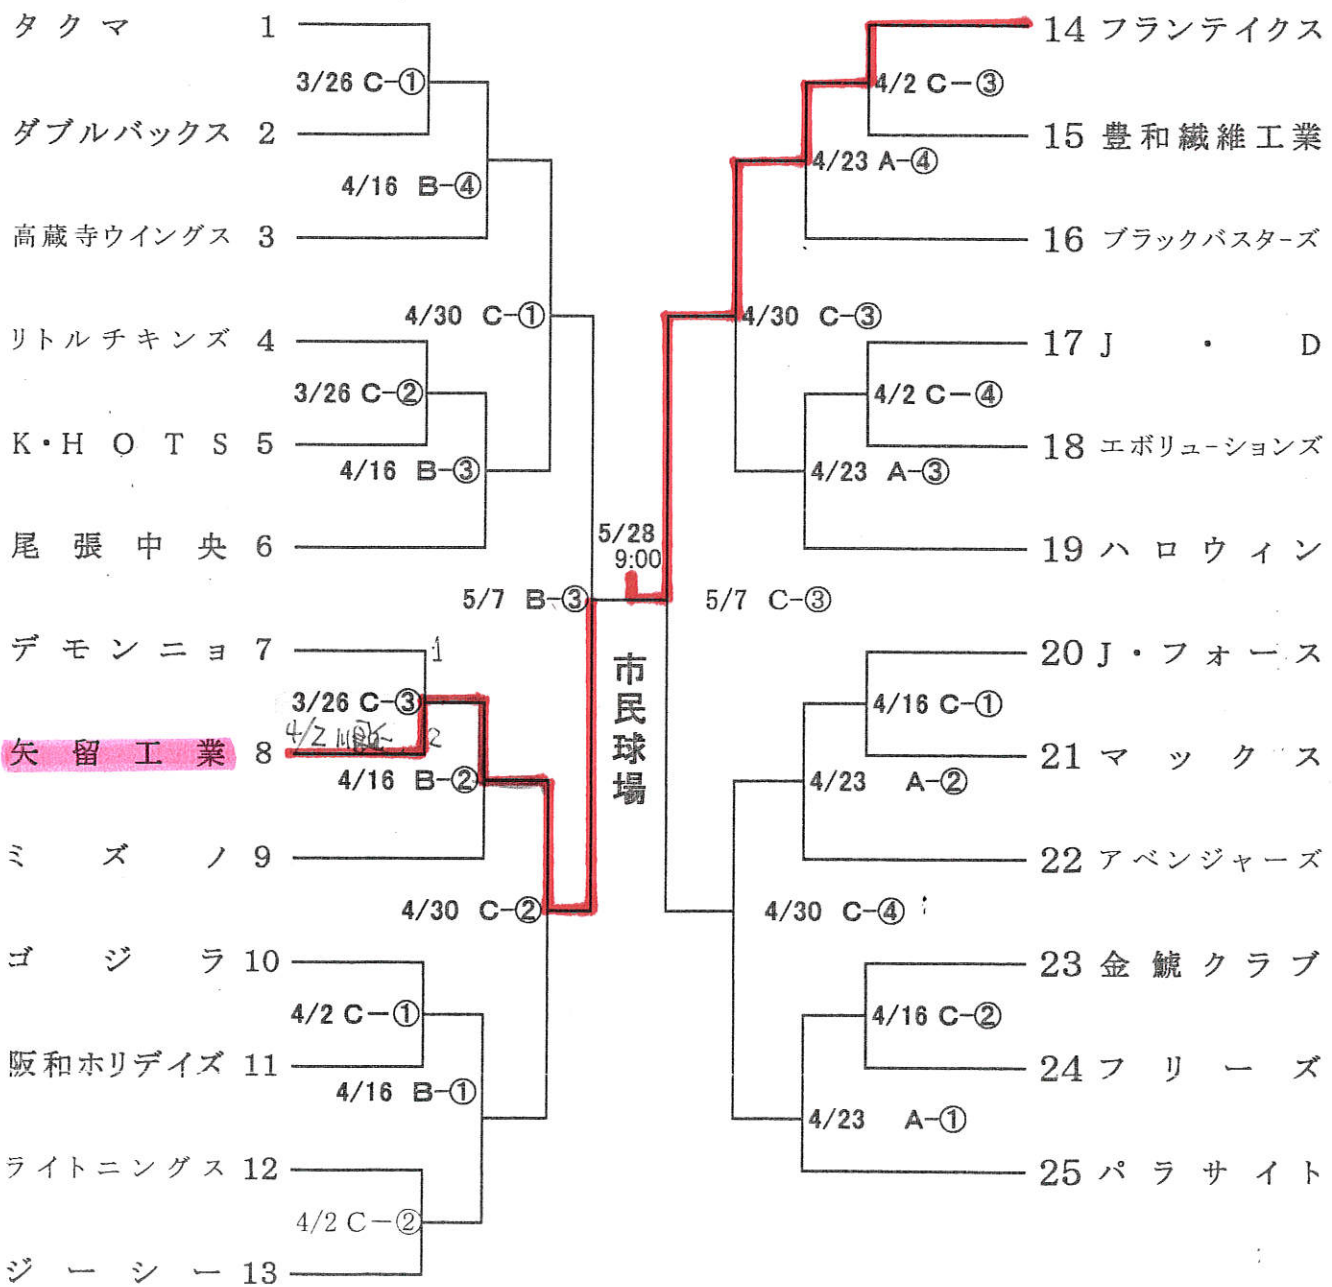 タクマ 1
3/26 C-①
ダブルバックス 2
4/16 B-④
高蔵寺ウイングス 3
4/30 C-①
リトルチキンズ 4
3/26 C-②
K・HOTS 5
4/16 B-③
尾張中央 6
5/7 B-③
デモンニョ 7
1
3/26 C-③
4/2
矢留工業 8
2
4/16 B-②
ミズノ 9
4/30 C-②
ゴジラ 10
4/2 C-①
阪和ホリデイズ 11
4/16 B-①
ライトニングス 12
4/2 C-②
ジーシー 13
5/28
9:00
市民球場
14 フランテイクス
4/2 C-③
15 豊和繊維工業
4/23 A-④
16 ブラックバスターズ
4/30 C-③
17 J・D
4/2 C-④
18 エボリューションズ
4/23 A-③
19 ハロウィン
5/7 C-③
20 J・フォース
4/16 C-①
21 マックス
4/23 A-②
22 アベンジャーズ
4/30 C-④
23 金鯱クラブ
4/16 C-②
24 フリーズ
4/23 A-①
25 パラサイト